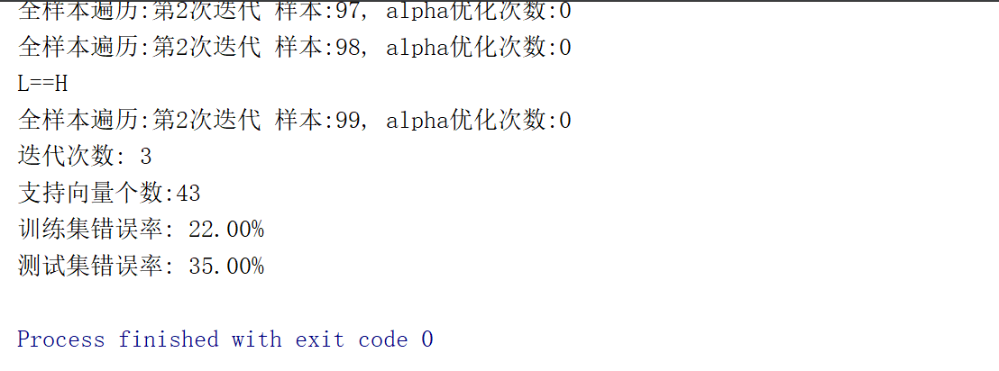 全样本遍历:第2次迭代 样本:97, alpha优化次数:0
全样本遍历:第2次迭代 样本:98, alpha优化次数:0
L==H
全样本遍历:第2次迭代 样本:99, alpha优化次数:0
迭代次数: 3
支持向量个数:43
训练集错误率: 22.00%
测试集错误率: 35.00%
Process finished with exit code 0